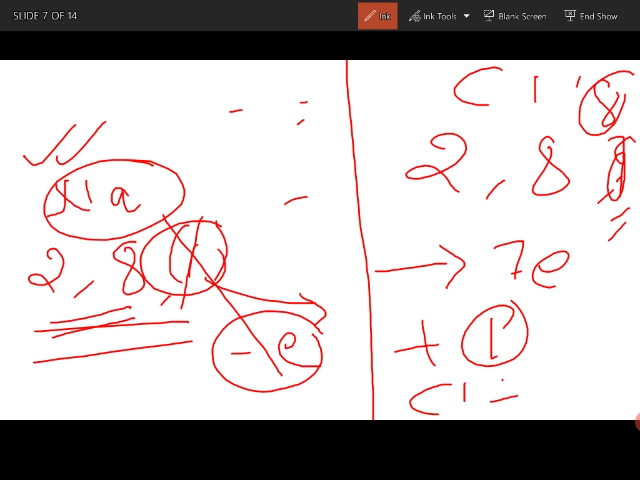 SLIDE 7 OF 14
Ink
Ink Tools
Blank Screen
End Show
Na
2, 8, 1
-e
Cl
8
2, 8,
→ 7e
+ 1
Cl -